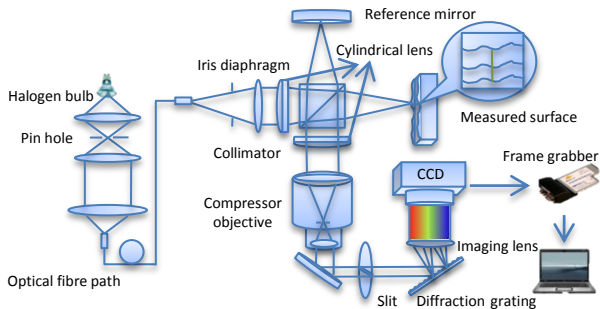 Reference mirror
Cylindrical lens
Iris diaphragm
Halogen bulb
Pin hole
Measured surface
Collimator
Frame grabber
CCD
Compressor
objective
Imaging lens
Optical fibre path
Slit
Diffraction grating